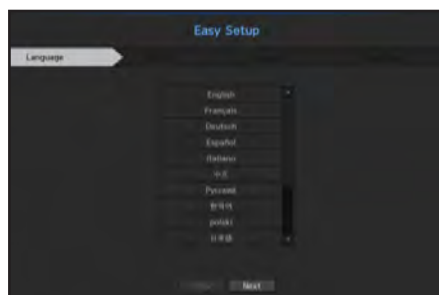 Easy Setup
Language
English
Français
Deutsch
Español
Italiano
中文
Русский
한국어
polski
日本語
Next